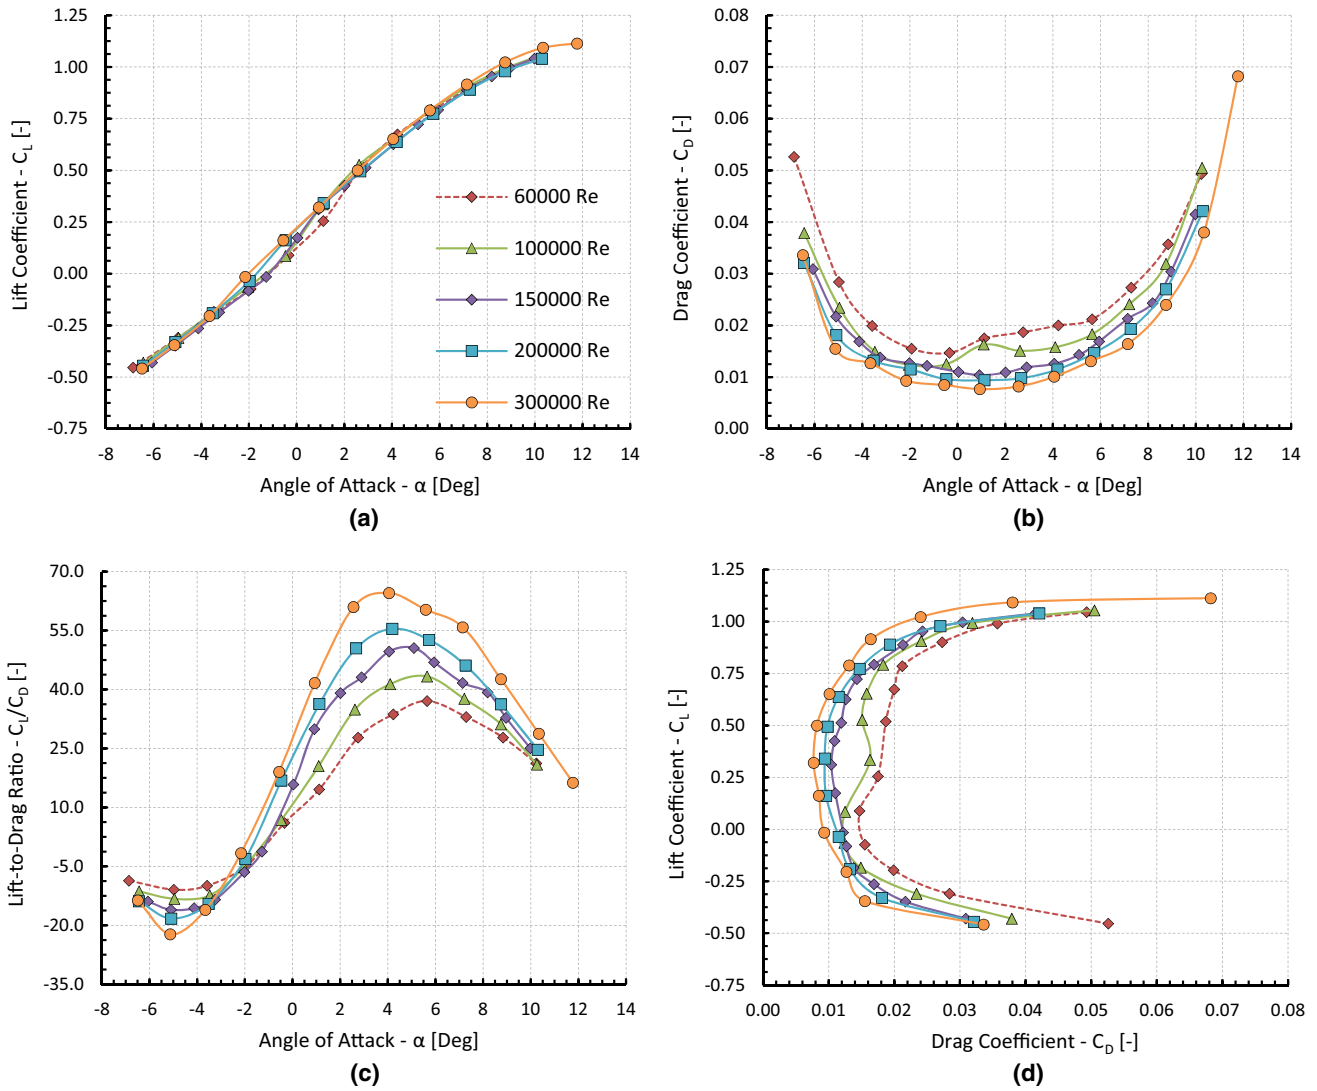 1.25
1.00
0.75
0.50
0.25
0.00
-0.25
-0.50
-0.75
Lift Coefficient - C_L [-]
60000 Re
100000 Re
150000 Re
200000 Re
300000 Re
-8 -6 -4 -2 0 2 4 6 8 10 12 14
Angle of Attack - α [Deg]
(a)
0.08
0.07
0.06
0.05
0.04
0.03
0.02
0.01
0.00
Drag Coefficient - C_D [-]
-8 -6 -4 -2 0 2 4 6 8 10 12 14
Angle of Attack - α [Deg]
(b)
70.0
55.0
40.0
25.0
10.0
-5.0
-20.0
-35.0
Lift-to-Drag Ratio - C_L/C_D [-]
-8 -6 -4 -2 0 2 4 6 8 10 12 14
Angle of Attack - α [Deg]
(c)
1.25
1.00
0.75
0.50
0.25
0.00
-0.25
-0.50
-0.75
Lift Coefficient - C_L [-]
0.00 0.01 0.02 0.03 0.04 0.05 0.06 0.07 0.08
Drag Coefficient - C_D [-]
(d)